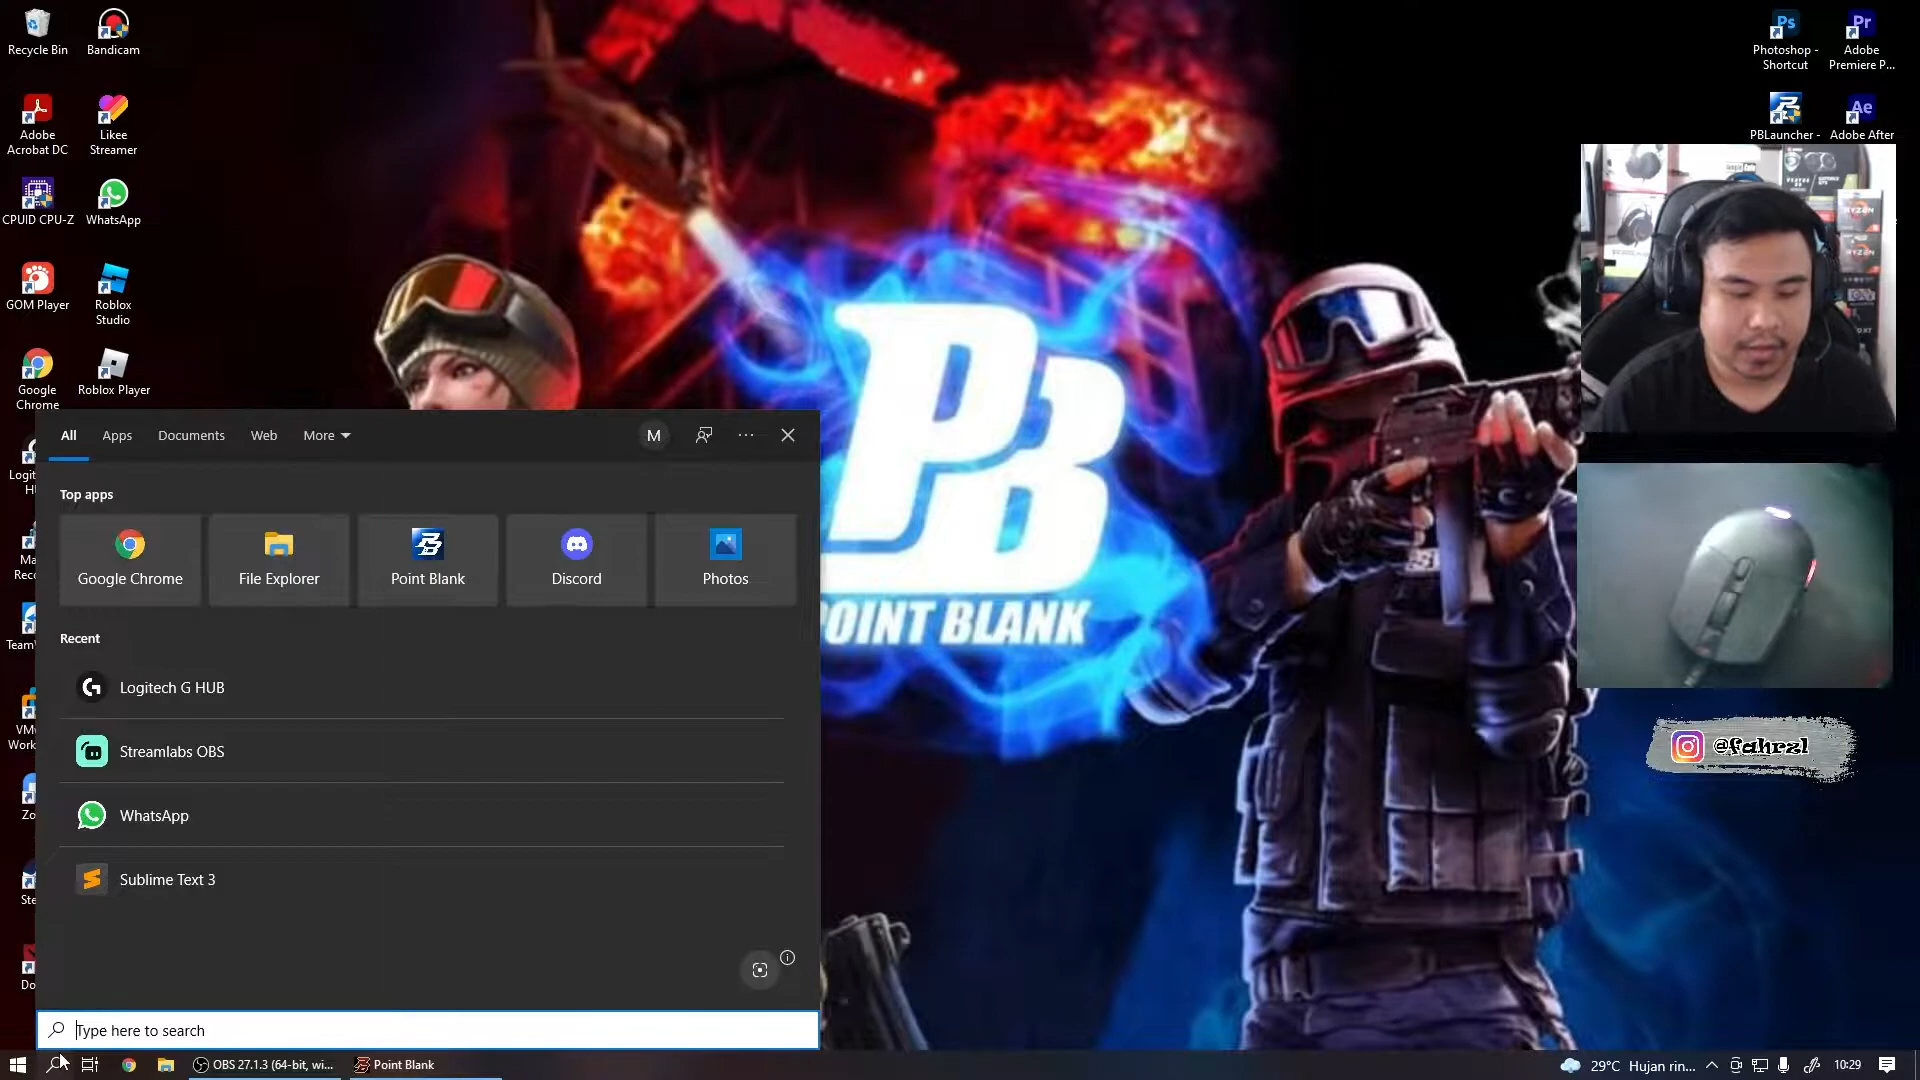 Recycle Bin
Bandicam
Adobe
Acrobat DC
Likee
Streamer
CPUID CPU-Z
WhatsApp
GOM Player
Roblox
Studio
Google
Chrome
Roblox Player
Photoshop -
Shortcut
Adobe
Premiere P...
PBLauncher -
Adobe After
PB
POINT BLANK
All
Apps
Documents
Web
More
M
Top apps
Google Chrome
File Explorer
Point Blank
Discord
Photos
Recent
Logitech G HUB
Streamlabs OBS
WhatsApp
Sublime Text 3
@fahrzl
Type here to search
OBS 27.1.3 (64-bit, wi...
Point Blank
29°C Hujan rin...
10:29